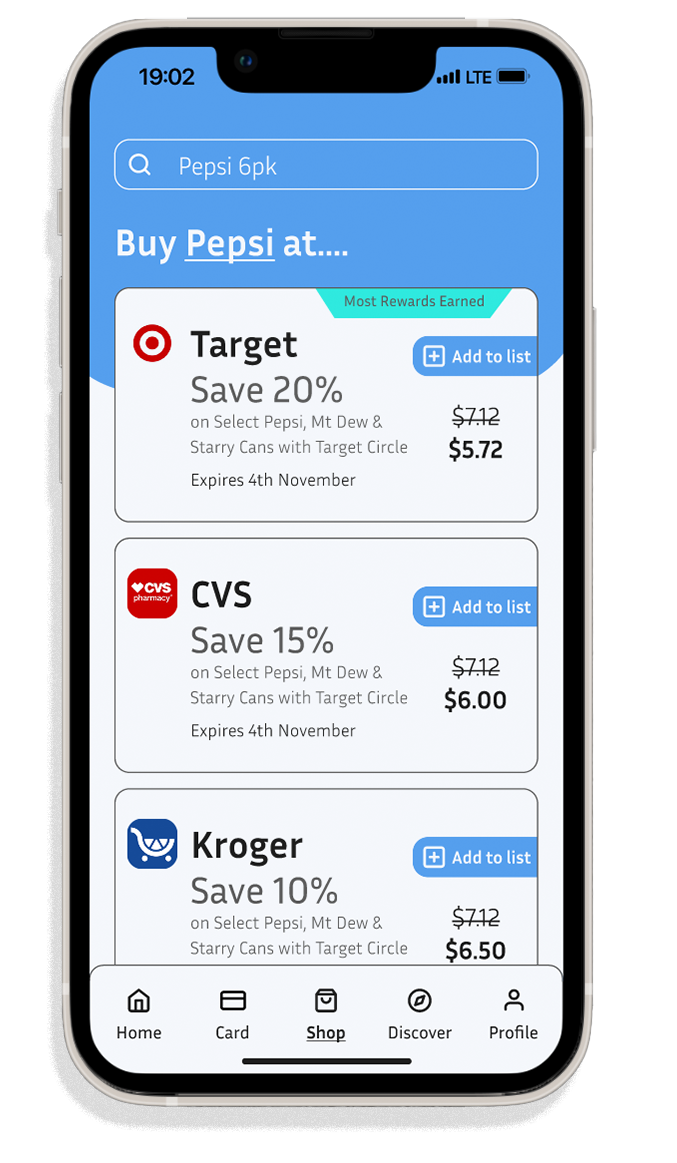 19:02
LTE
Pepsi 6pk
Buy Pepsi at....
Most Rewards Earned
Target
Add to list
Save 20%
on Select Pepsi, Mt Dew &
Starry Cans with Target Circle
$7.12
$5.72
Expires 4th November
CVS
pharmacy
CVS
Add to list
Save 15%
on Select Pepsi, Mt Dew &
Starry Cans with Target Circle
$7.12
$6.00
Expires 4th November
Kroger
Add to list
Save 10%
on Select Pepsi, Mt Dew &
Starry Cans with Target Circle
$7.12
$6.50
Home
Card
Shop
Discover
Profile